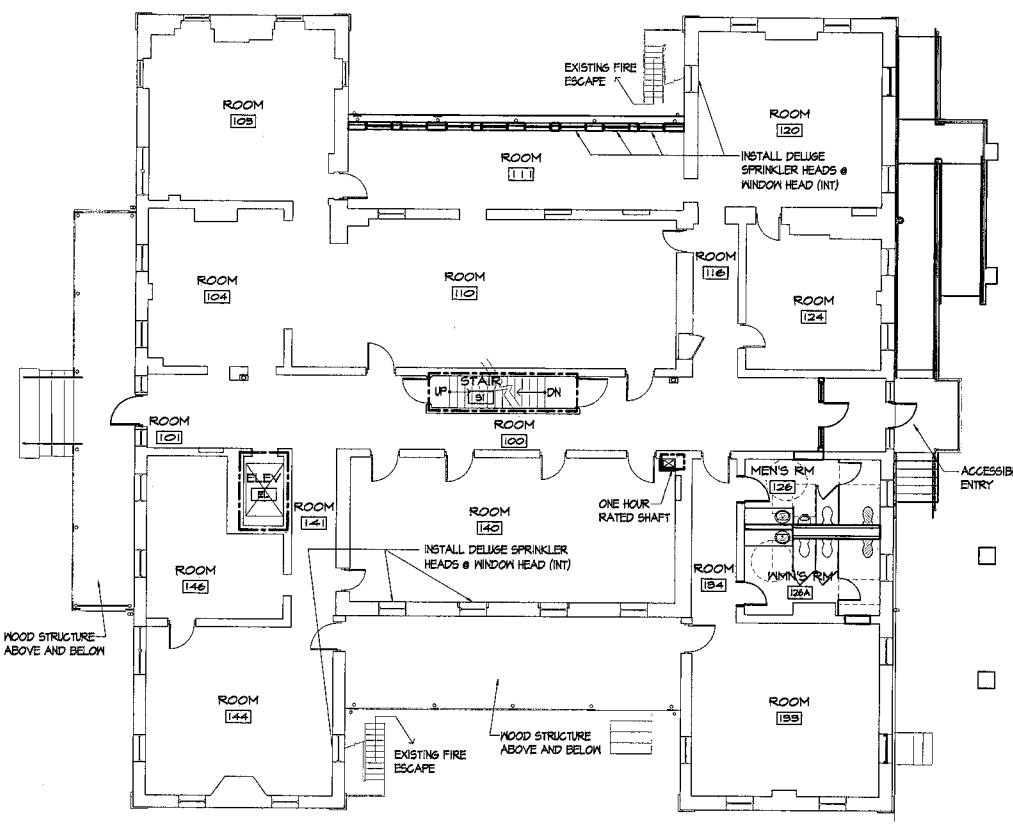 EXISTING FIRE
ESCAPE
ROOM
103
ROOM
120
ROOM
111
INSTALL DELUGE
SPRINKLER HEADS @
WINDOW HEAD (INT)
ROOM
104
ROOM
110
ROOM
116
ROOM
124
STAIR
UP
S1
DN
ROOM
101
ROOM
100
ELEV
EL
ROOM
141
ROOM
140
ONE HOUR
RATED SHAFT
MEN'S RM
126
ACCESSIB
ENTRY
INSTALL DELUGE SPRINKLER
HEADS @ WINDOW HEAD (INT)
ROOM
146
ROOM
134
WMN'S RM
126A
WOOD STRUCTURE
ABOVE AND BELOW
ROOM
144
ROOM
133
WOOD STRUCTURE
ABOVE AND BELOW
EXISTING FIRE
ESCAPE